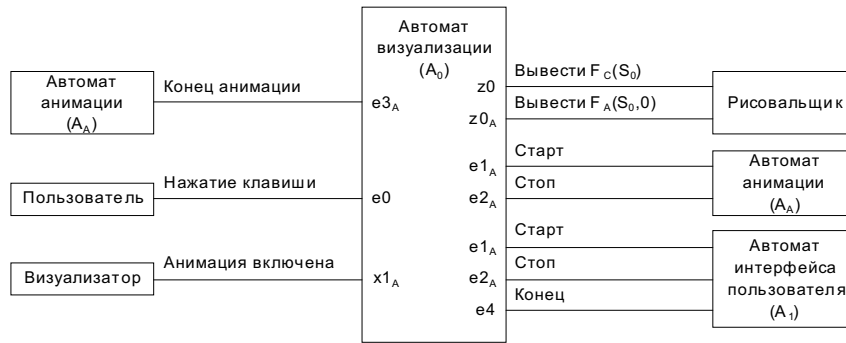 Автомат
визуализации
(A0)
Автомат
анимации
(AA)
Конец анимации
e3A
Пользователь
Нажатие клавиши
e0
Визуализатор
Анимация включена
x1A
z0
Вывести FC(S0)
z0A
Вывести FA(S0,0)
Рисовальщик
e1A
Старт
e2A
Стоп
Автомат
анимации
(AA)
e1A
Старт
e2A
Стоп
e4
Конец
Автомат
интерфейса
пользователя
(A1)